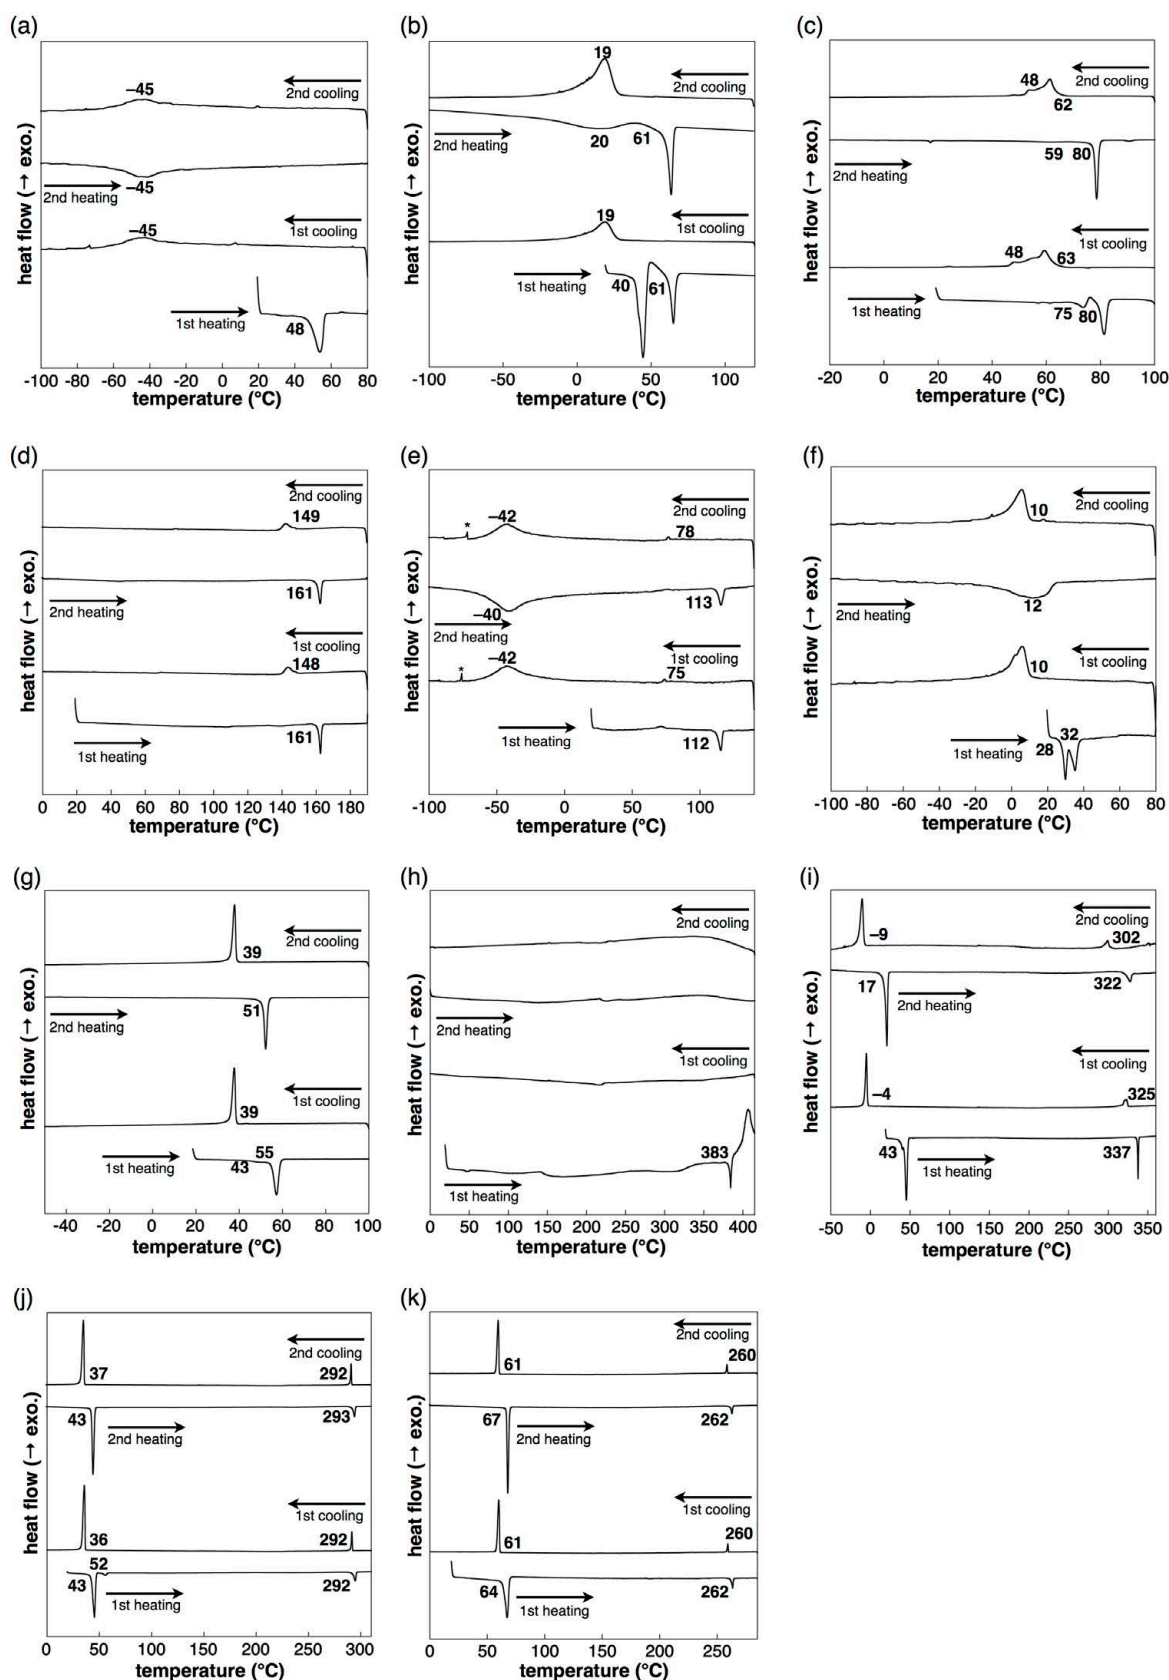 (a)
−45
2nd cooling
2nd heating
−45
−45
1st cooling
1st heating
48
heat flow (→ exo.)
-100 -80 -60 -40 -20 0 20 40 60 80
temperature (°C)
(b)
19
2nd cooling
2nd heating
20
61
19
1st cooling
1st heating
40
61
heat flow (→ exo.)
-100 -50 0 50 100
temperature (°C)
(c)
48
62
2nd cooling
59 80
2nd heating
48
63
1st cooling
1st heating
75 80
heat flow (→ exo.)
-20 0 20 40 60 80 100
temperature (°C)
(d)
2nd cooling
149
161
2nd heating
1st cooling
148
161
1st heating
heat flow (→ exo.)
0 20 40 60 80 100 120 140 160 180
temperature (°C)
(e)
−42
*
2nd cooling
78
−40
2nd heating
113
−42
*
1st cooling
75
1st heating
112
heat flow (→ exo.)
-100 -50 0 50 100
temperature (°C)
(f)
10
2nd cooling
2nd heating
12
10
1st cooling
1st heating
28
32
heat flow (→ exo.)
-100 -80 -60 -40 -20 0 20 40 60 80
temperature (°C)
(g)
39
2nd cooling
51
2nd heating
39
1st cooling
1st heating
43
55
heat flow (→ exo.)
-40 -20 0 20 40 60 80 100
temperature (°C)
(h)
2nd cooling
2nd heating
1st cooling
383
1st heating
heat flow (→ exo.)
0 50 100 150 200 250 300 350 400
temperature (°C)
(i)
−9
2nd cooling
302
17
2nd heating
322
−4
1st cooling
325
43
1st heating
337
heat flow (→ exo.)
-50 0 50 100 150 200 250 300 350
temperature (°C)
(j)
2nd cooling
37
292
43
2nd heating
293
1st cooling
36
292
52
43
1st heating
292
heat flow (→ exo.)
0 50 100 150 200 250 300
temperature (°C)
(k)
2nd cooling
61
260
67
2nd heating
262
1st cooling
61
260
64
1st heating
262
heat flow (→ exo.)
0 50 100 150 200 250
temperature (°C)